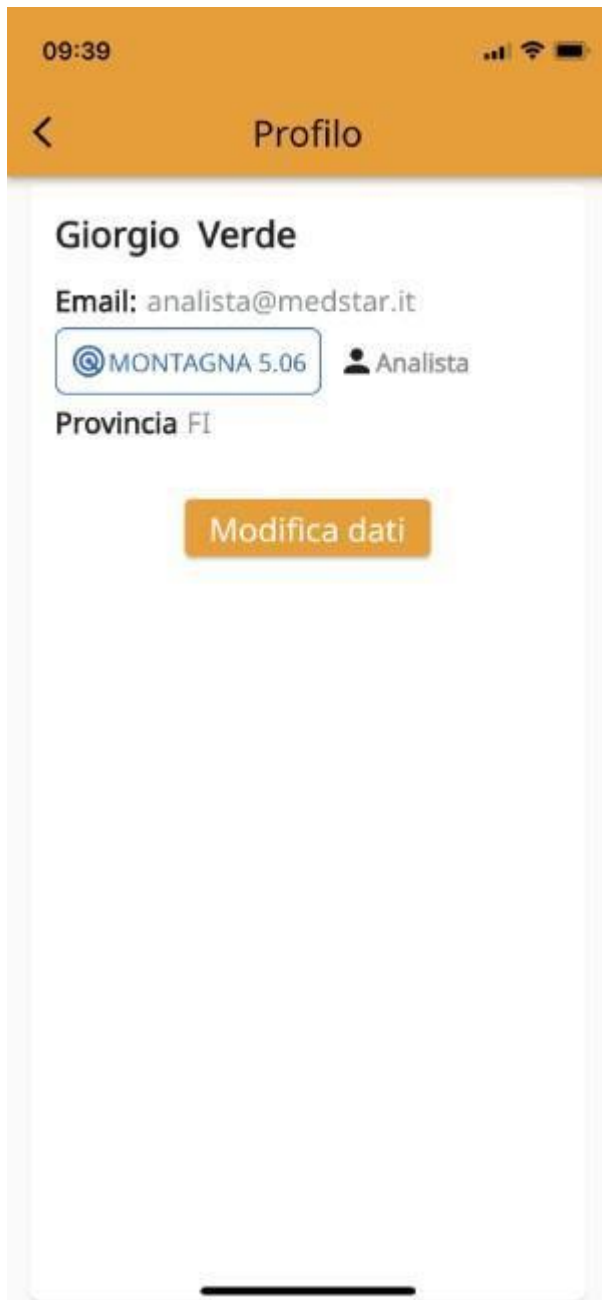 09:39
Profilo
Giorgio Verde
Email: analista@medstar.it
MONTAGNA 5.06 Analista
Provincia FI
Modifica dati